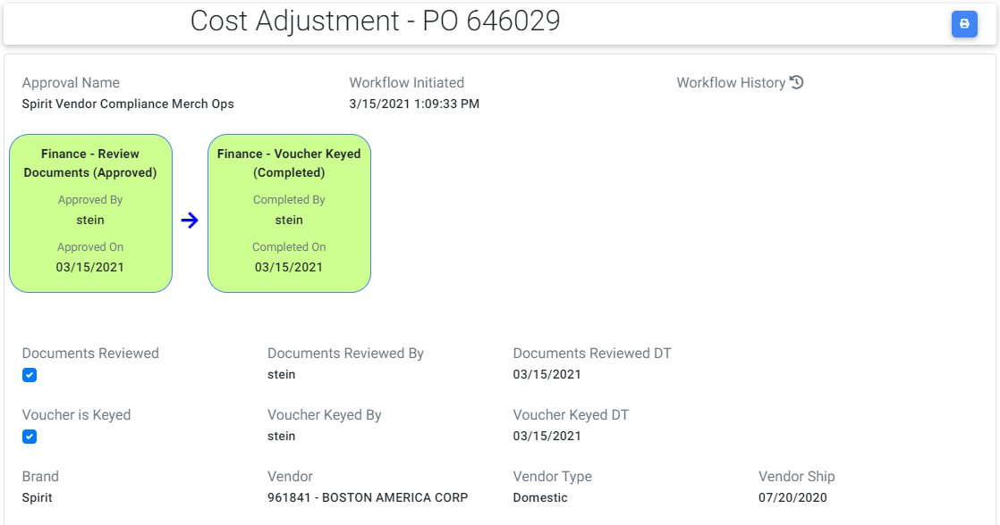 Cost Adjustment - PO 646029
Approval Name
Workflow Initiated
Workflow History
Spirit Vendor Compliance Merch Ops
3/15/2021 1:09:33 PM
Finance - Review
Documents (Approved)
Approved By
stein
Approved On
03/15/2021
Finance - Voucher Keyed
(Completed)
Completed By
stein
Completed On
03/15/2021
Documents Reviewed
Documents Reviewed By
Documents Reviewed DT
stein
03/15/2021
Voucher is Keyed
Voucher Keyed By
Voucher Keyed DT
stein
03/15/2021
Brand
Vendor
Vendor Type
Vendor Ship
Spirit
961841 - BOSTON AMERICA CORP
Domestic
07/20/2020